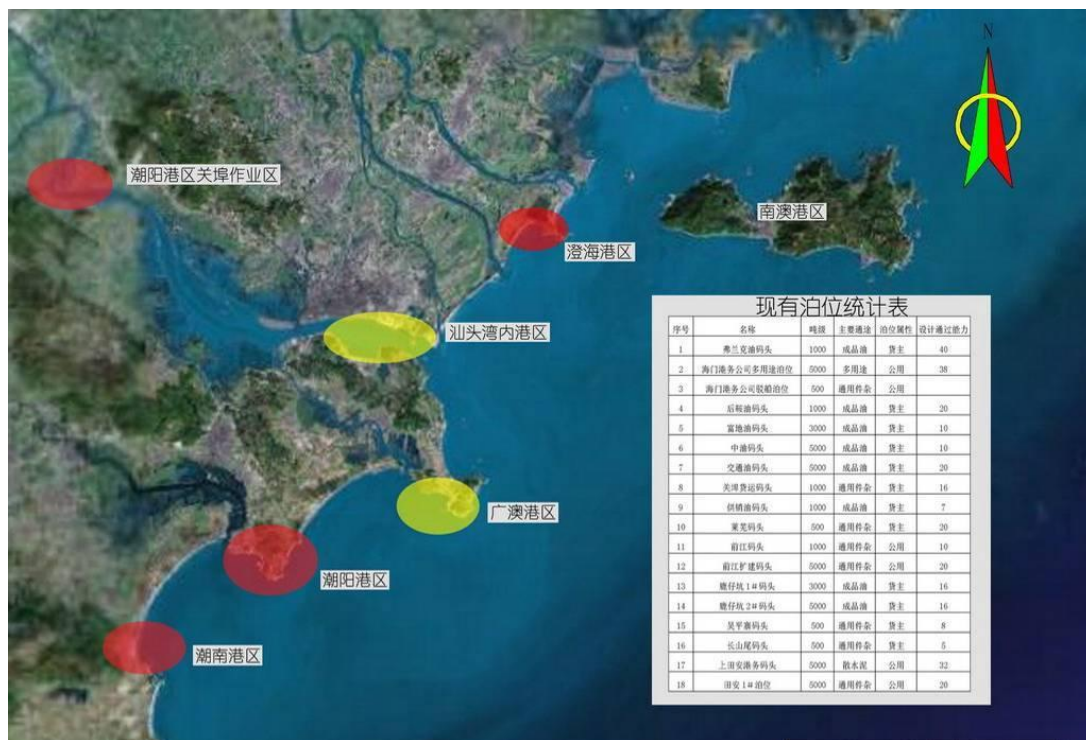 N
潮阳港区关埠作业区
南澳港区
澄海港区
汕头湾内港区
广澳港区
潮阳港区
潮南港区
现有泊位统计表
序号 名称 吨级 主要通途 泊位属性 设计通过能力
1 弗兰克油码头 1000 成品油 货主 40
2 海门港务公司多用途泊位 5000 多用途 公用 38
3 海门港务公司装船泊位 500 通用件杂 公用
4 后鞍油码头 1000 成品油 货主 20
5 富地油码头 3000 成品油 货主 10
6 中油码头 5000 成品油 货主 10
7 交通油码头 5000 成品油 货主 20
8 关埠货运码头 1000 通用件杂 货主 16
9 供销油码头 1000 成品油 货主 7
10 莱芜码头 500 通用件杂 货主 20
11 前江码头 1000 通用件杂 公用 10
12 前江扩建码头 5000 通用件杂 公用 20
13 鹿仔坑1#码头 3000 成品油 货主 16
14 鹿仔坑2#码头 5000 成品油 货主 16
15 吴平寨码头 500 通用件杂 货主 8
16 长山尾码头 500 通用件杂 货主 5
17 上田安港务码头 5000 散水泥 公用 32
18 田安1#泊位 5000 通用件杂 公用 20